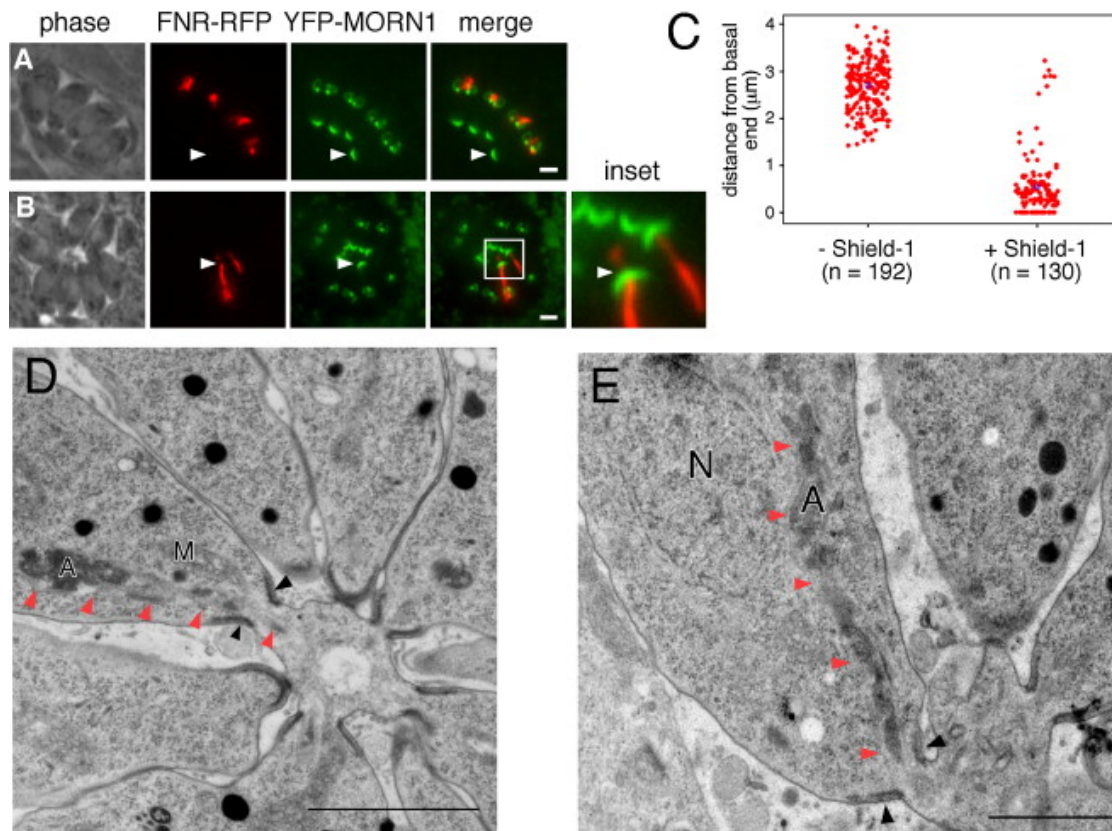 phase FNR-RFP YFP-MORN1 merge
A
inset
B
C
distance from basal
end (μm)
4
3
2
1
0
- Shield-1
(n = 192)
+ Shield-1
(n = 130)
D
A
M
E
N
A